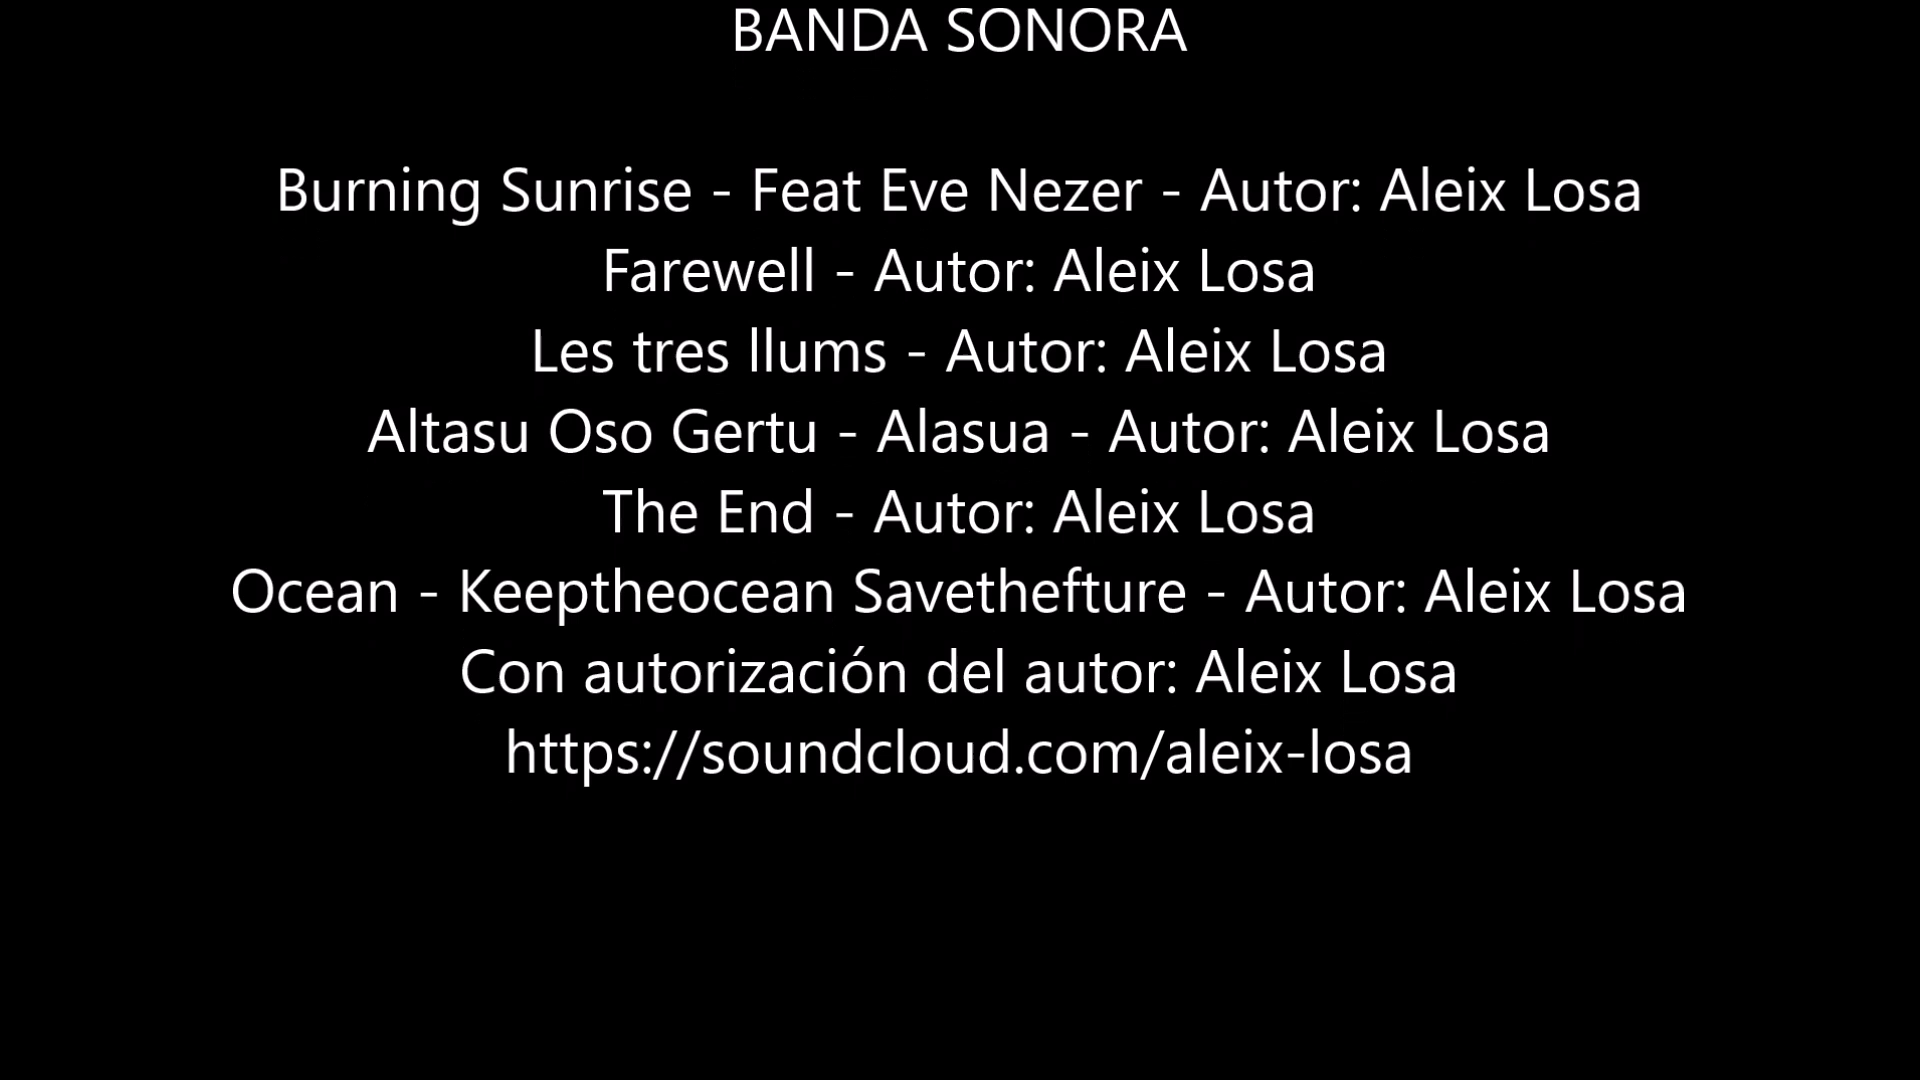 BANDA SONORA
Burning Sunrise - Feat Eve Nezer - Autor: Aleix Losa
Farewell - Autor: Aleix Losa
Les tres llums - Autor: Aleix Losa
Altasu Oso Gertu - Alasua - Autor: Aleix Losa
The End - Autor: Aleix Losa
Ocean - Keeptheocean Savethefture - Autor: Aleix Losa
Con autorización del autor: Aleix Losa
https://soundcloud.com/aleix-losa